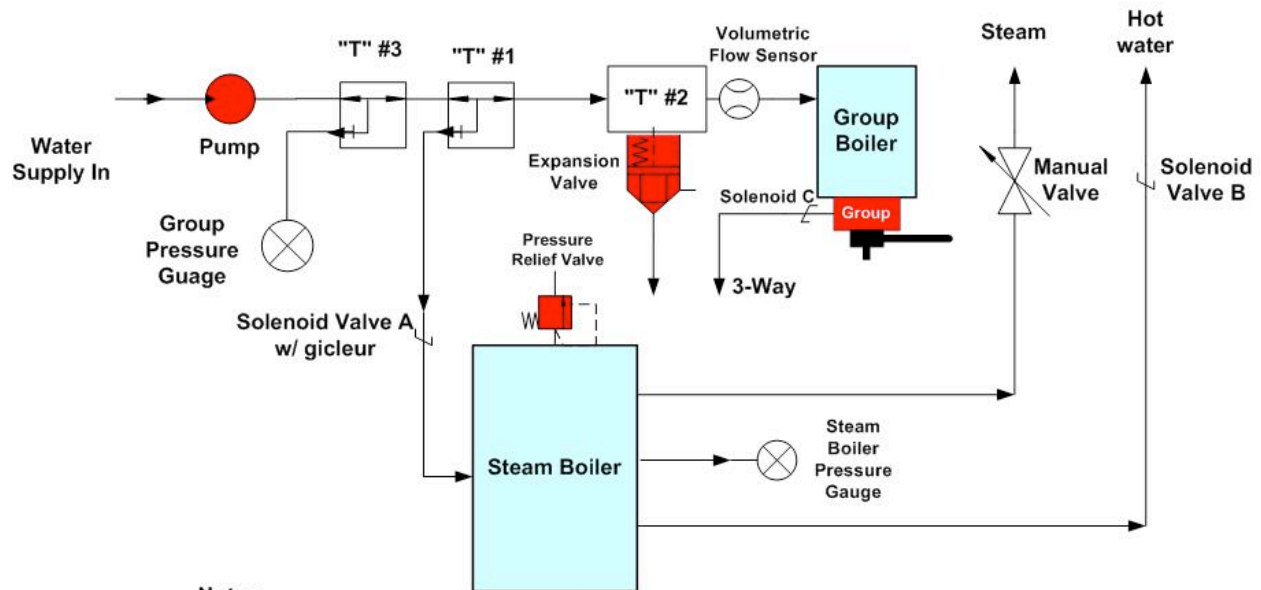 Water
Supply In
Pump
"T" #3
"T" #1
"T" #2
Volumetric
Flow Sensor
Group
Boiler
Steam
Hot
water
Expansion
Valve
Solenoid C
Group
Manual
Valve
Solenoid
Valve B
Group
Pressure
Guage
Pressure
Relief Valve
3-Way
Solenoid Valve A
w/ gicleur
Steam Boiler
Steam
Boiler
Pressure
Gauge